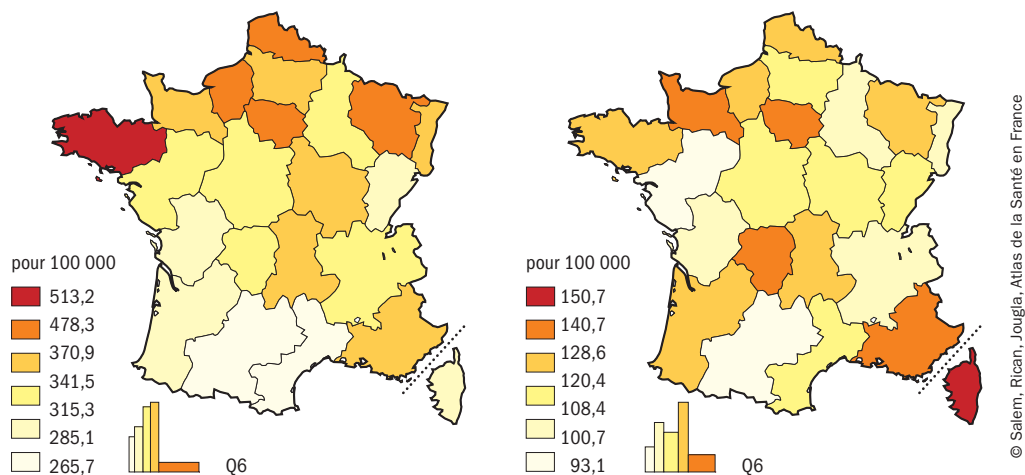 pour 100 000
513,2
478,3
370,9
341,5
315,3
285,1
265,7
Q6
pour 100 000
150,7
140,7
128,6
120,4
108,4
100,7
93,1
Q6
© Salem, Rican, Jougla, Atlas de la Santé en France